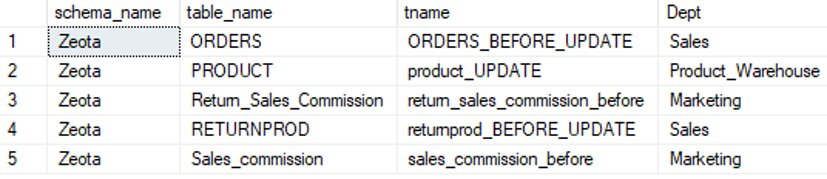 schema_name table_name tname Dept
1 Zeota ORDERS ORDERS_BEFORE_UPDATE Sales
2 Zeota PRODUCT product_UPDATE Product_Warehouse
3 Zeota Return_Sales_Commission return_sales_commission_before Marketing
4 Zeota RETURNPROD returnprod_BEFORE_UPDATE Sales
5 Zeota Sales_commission sales_commission_before Marketing